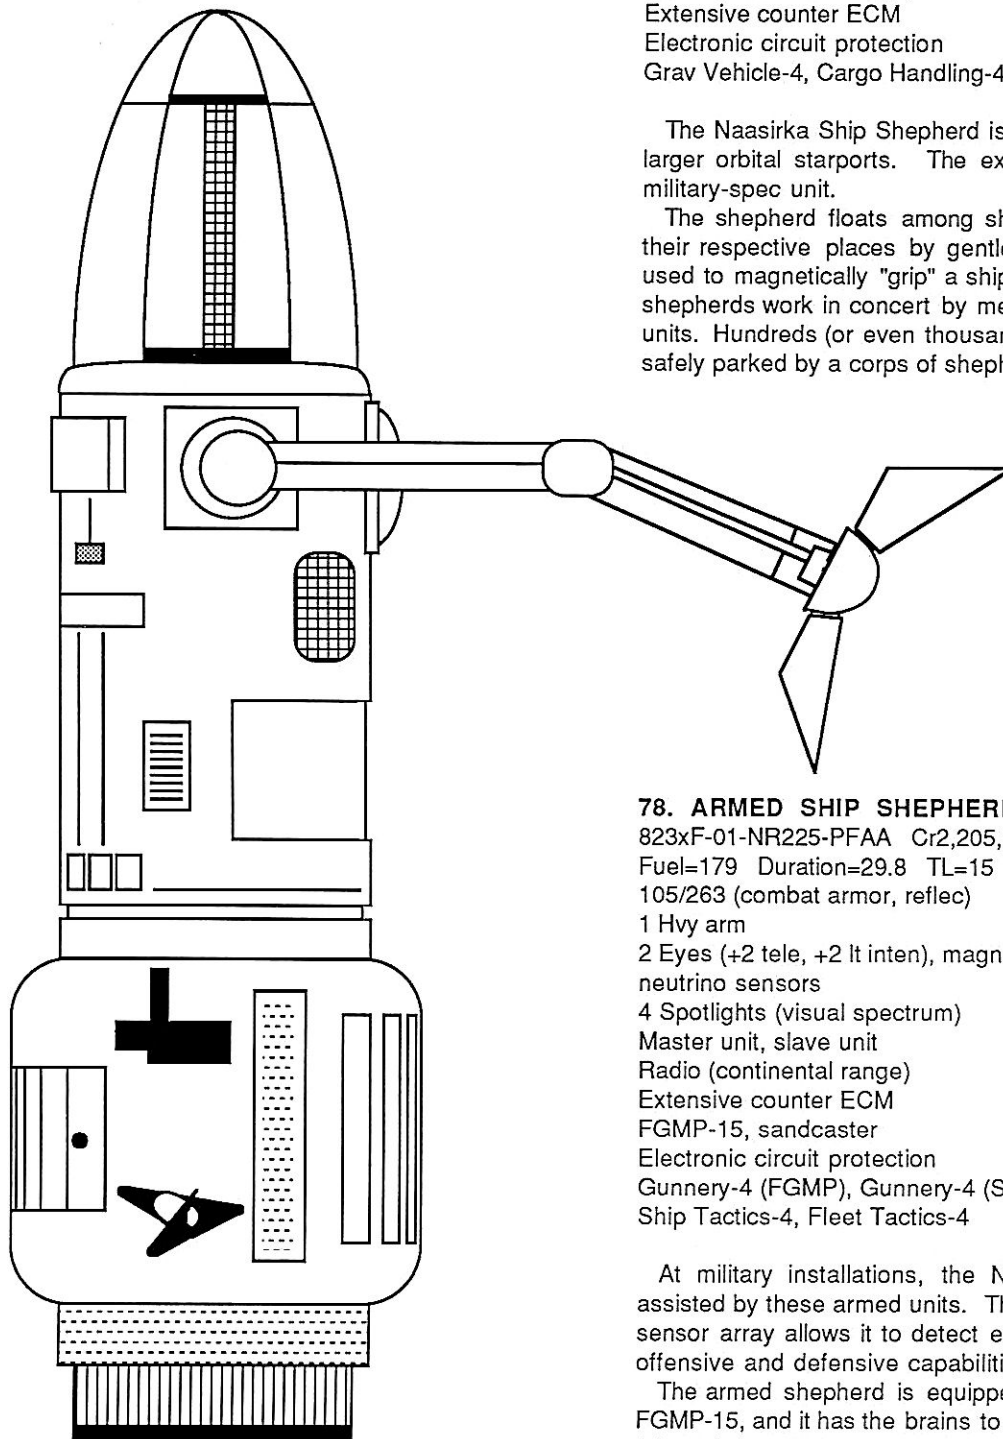 Extensive counter ECM
Electronic circuit protection
Grav Vehicle-4, Cargo Handling-4
The Naasirka Ship Shepherd is
larger orbital starports. The ex
military-spec unit.
The shepherd floats among sh
their respective places by gentl
used to magnetically "grip" a ship
shepherds work in concert by me
units. Hundreds (or even thousan
safely parked by a corps of sheph
78. ARMED SHIP SHEPHER
823xF-01-NR225-PFAA Cr2,205,
Fuel=179 Duration=29.8 TL=15
105/263 (combat armor, reflec)
1 Hvy arm
2 Eyes (+2 tele, +2 lt inten), magn
neutrino sensors
4 Spotlights (visual spectrum)
Master unit, slave unit
Radio (continental range)
Extensive counter ECM
FGMP-15, sandcaster
Electronic circuit protection
Gunnery-4 (FGMP), Gunnery-4 (S
Ship Tactics-4, Fleet Tactics-4
At military installations, the N
assisted by these armed units. Th
sensor array allows it to detect e
offensive and defensive capabiliti
The armed shepherd is equippe
FGMP-15, and it has the brains to